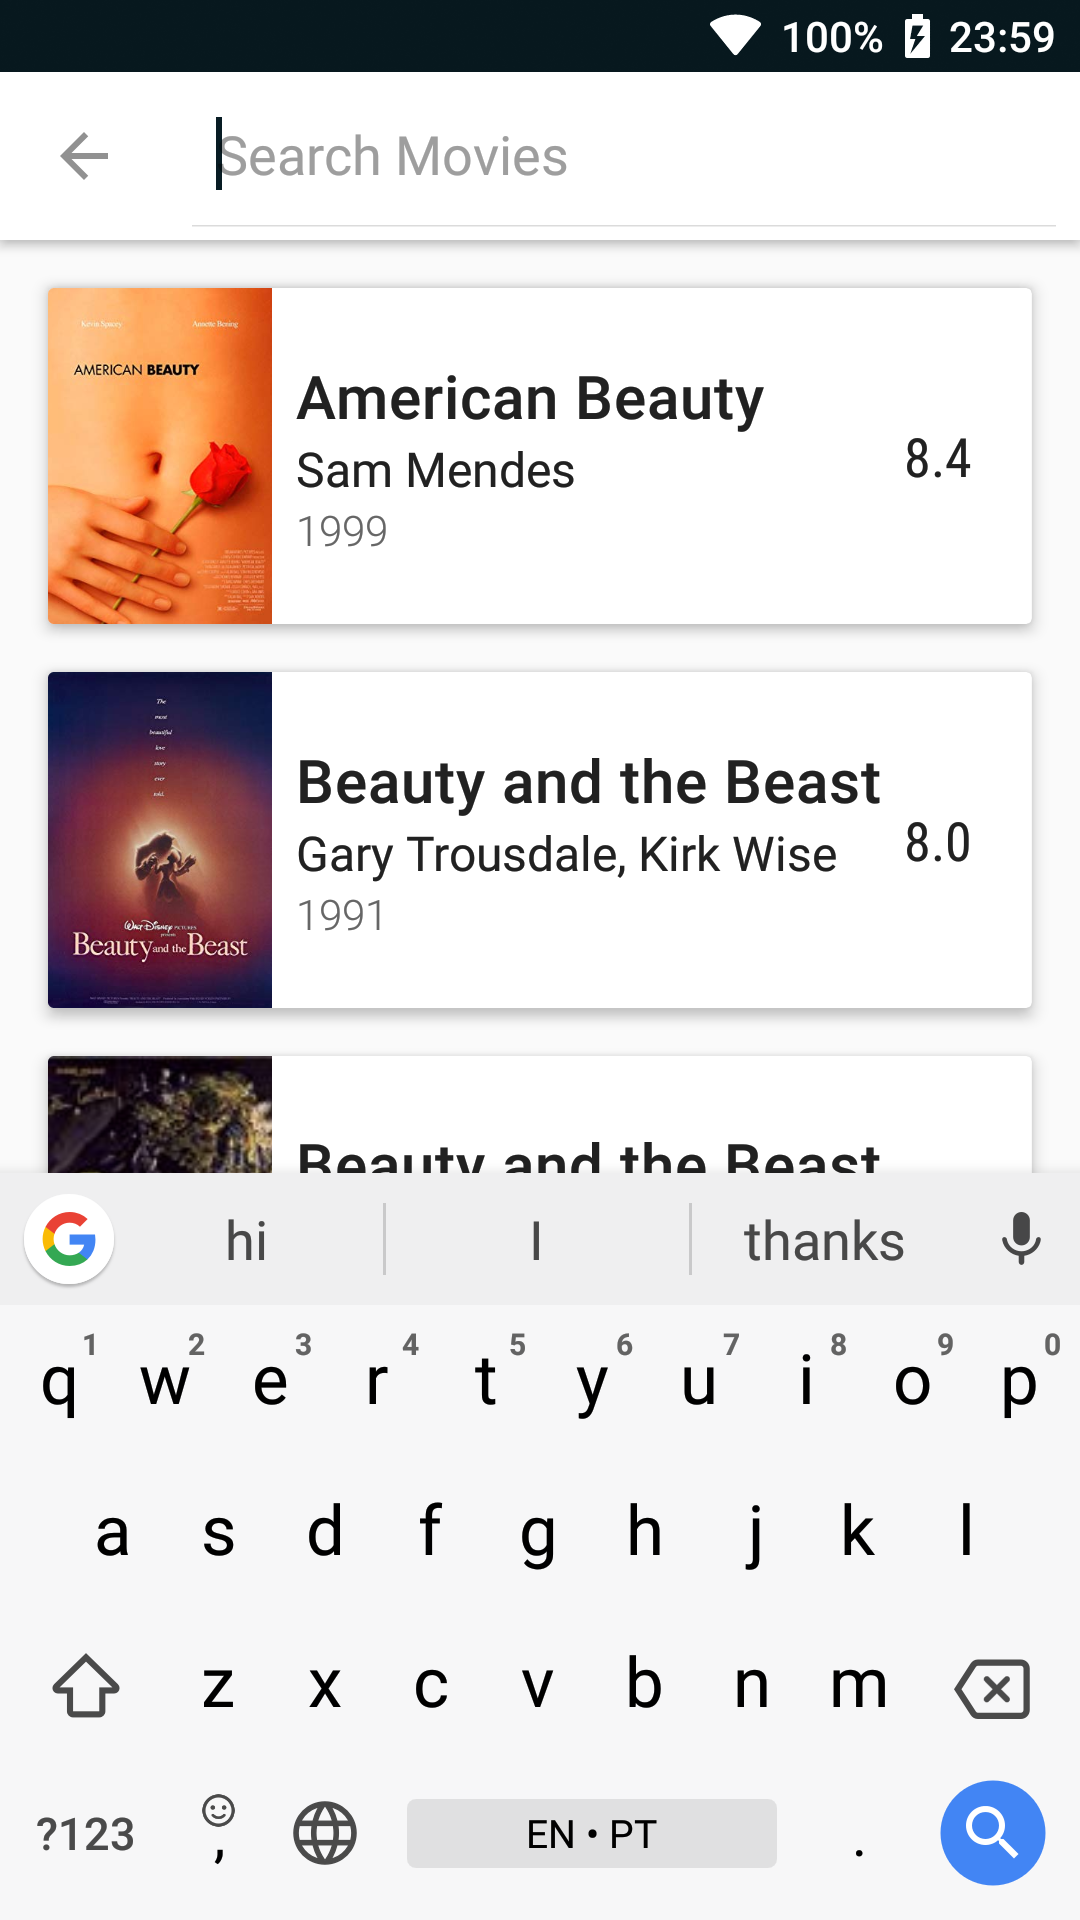 100% 23:59
Search Movies
Kevin Spacey Annette Bening
AMERICAN BEAUTY
American Beauty
Sam Mendes
1999
8.4
The
most
beautiful
love
story
ever
told.
WALT DISNEY PICTURES
presents
Beauty and the Beast
Beauty and the Beast
Gary Trousdale, Kirk Wise
1991
8.0
Beauty and the Beast
hi I thanks
1 2 3 4 5 6 7 8 9 0
q w e r t y u i o p
a s d f g h j k l
z x c v b n m
?123 , EN • PT .